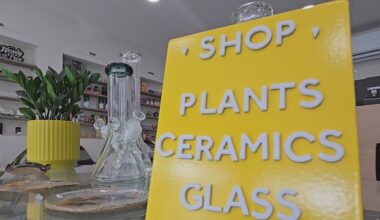 ' SHOP '
PLANTS
CERAMICS
GLASS